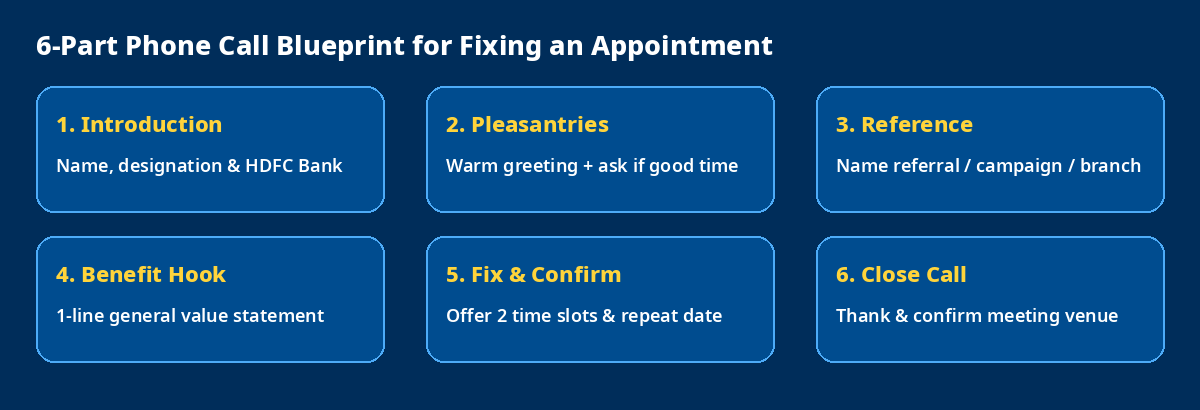 6-Part Phone Call Blueprint for Fixing an Appointment
1. Introduction
Name, designation & HDFC Bank
2. Pleasantries
Warm greeting + ask if good time
3. Reference
Name referral / campaign / branch
4. Benefit Hook
1-line general value statement
5. Fix & Confirm
Offer 2 time slots & repeat date
6. Close Call
Thank & confirm meeting venue